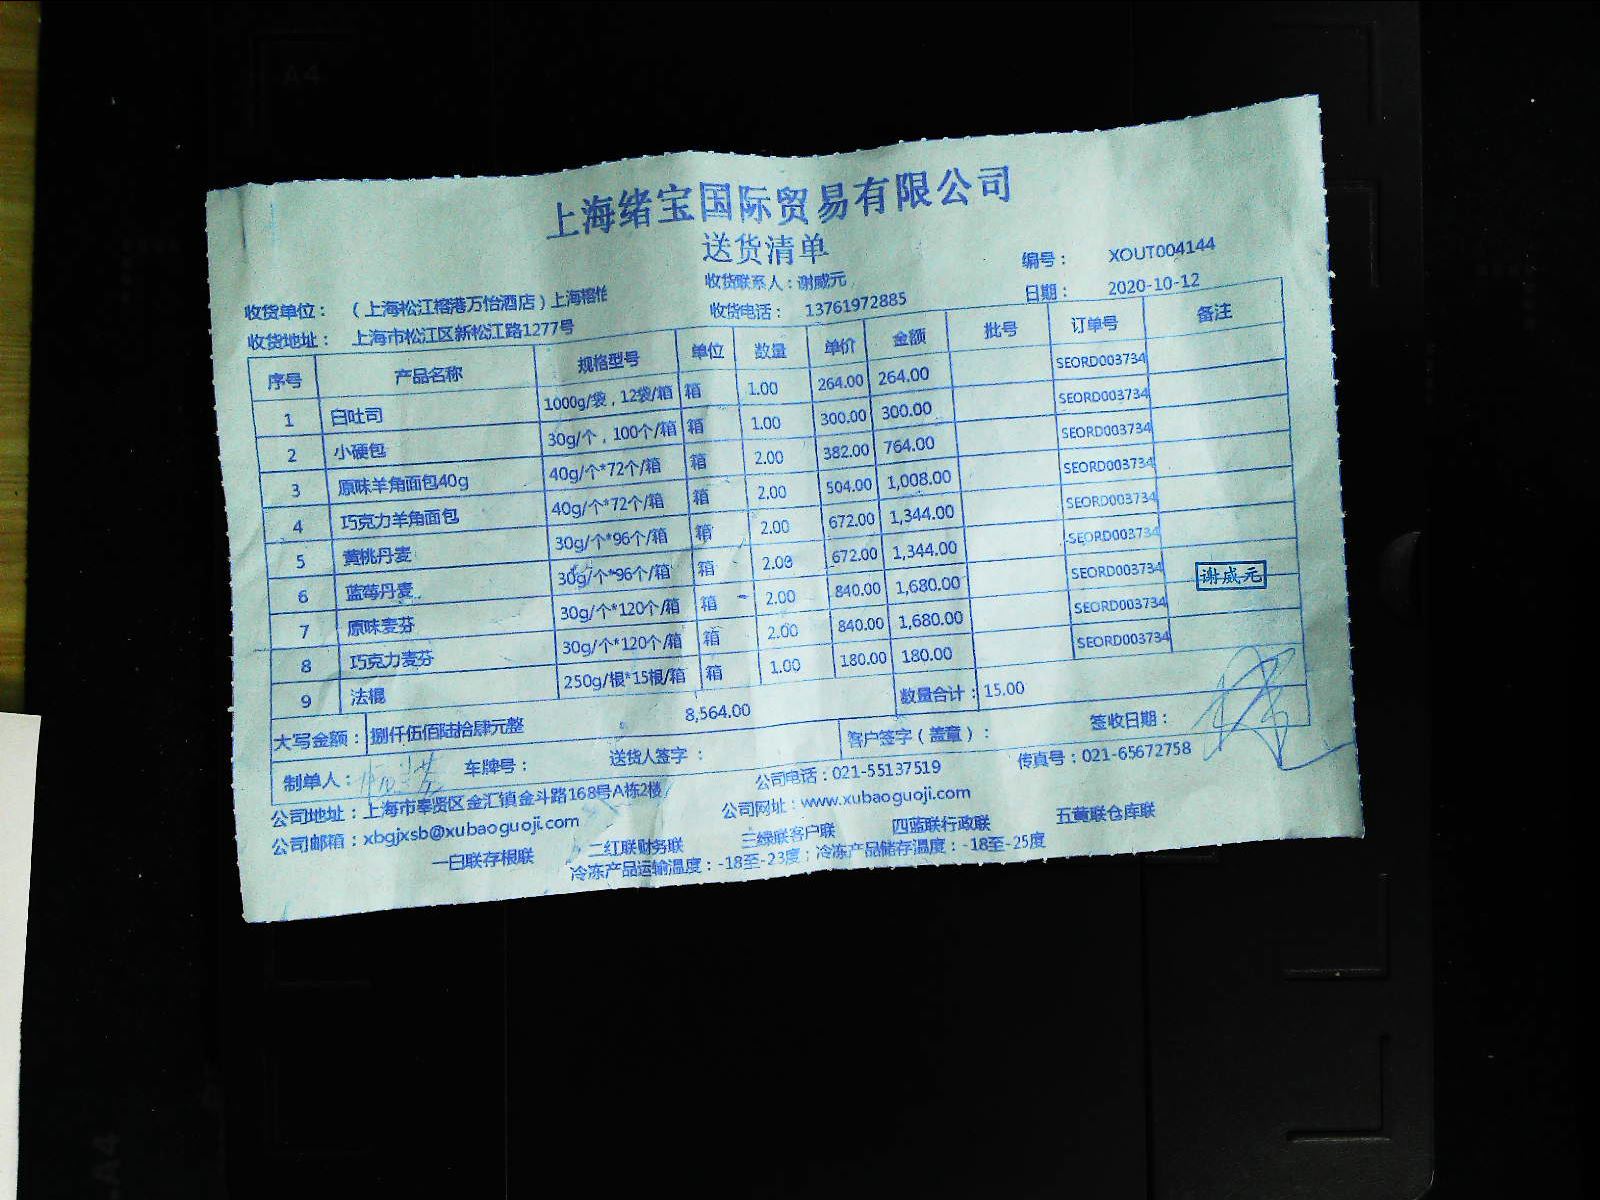 上海绪宝国际贸易有限公司
送货清单
编号： XOUT004144
收货联系人：谢威元
收货单位：（上海松江榕港万怡酒店）上海榕
收货电话： 13761972885
日期： 2020-10-12
收货地址： 上海市松江区新松江路1277号
序号 产品名称 规格型号 单位 数量 单价 金额 批号 订单号 备注
1 白吐司 1000g/袋，12袋/箱 箱 1.00 264.00 264.00 SEORD003734
2 小硬包 30g/个，100个/箱 箱 1.00 300.00 300.00 SEORD003734
3 原味羊角面包40g 40g/个*72个/箱 箱 2.00 382.00 764.00 SEORD003734
4 巧克力羊角面包 40g/个*72个/箱 箱 2.00 504.00 1,008.00 SEORD003734
5 黄桃丹麦 30g/个*96个/箱 箱 2.00 672.00 1,344.00 SEORD003734
6 蓝莓丹麦 30g/个*96个/箱 箱 2.00 672.00 1,344.00 SEORD003734
7 原味麦芬 30g/个*120个/箱 箱 2.00 840.00 1,680.00 SEORD003734
8 巧克力麦芬 30g/个*120个/箱 箱 2.00 840.00 1,680.00 SEORD003734
9 法棍 250g/根*15根/箱 箱 1.00 180.00 180.00 SEORD003734
谢威元
大写金额：捌仟伍佰陆拾肆元整 8,564.00 数量合计：15.00
制单人： 车牌号： 送货人签字： 客户签字（盖章）： 签收日期：
公司地址：上海市奉贤区金汇镇金斗路168号A栋2楼 公司电话：021-55137519 传真号：021-65672758
公司邮箱：xbgjxsb@xubaoguoji.com 公司网址：www.xubaoguoji.com
一白联存根联 二红联财务联 三绿联客户联 四蓝联行政联 五黄联仓库联
冷冻产品运输温度：-18至-23度；冷冻产品储存温度：-18至-25度
A4
A4